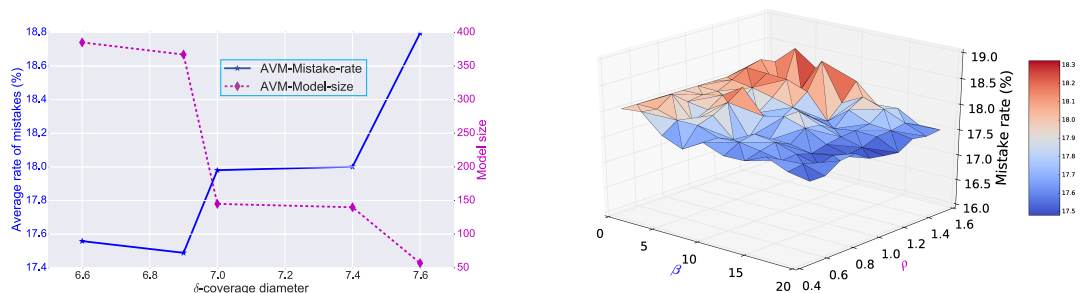 18.8
18.6
18.4
18.2
18.0
17.8
17.6
17.4
Average rate of mistakes (%)
AVM-Mistake-rate
AVM-Model-size
400
350
300
250
200
150
100
50
Model size
6.6 6.8 7.0 7.2 7.4 7.6
δ-coverage diameter
19.0
18.5
18.0
17.5
17.0
16.5
16.0
Mistake rate (%)
0 5 10 15 20
β
0.4 0.6 0.8 1.0 1.2 1.4 1.6
ρ
18.3
18.2
18.1
18.0
17.9
17.8
17.7
17.6
17.5